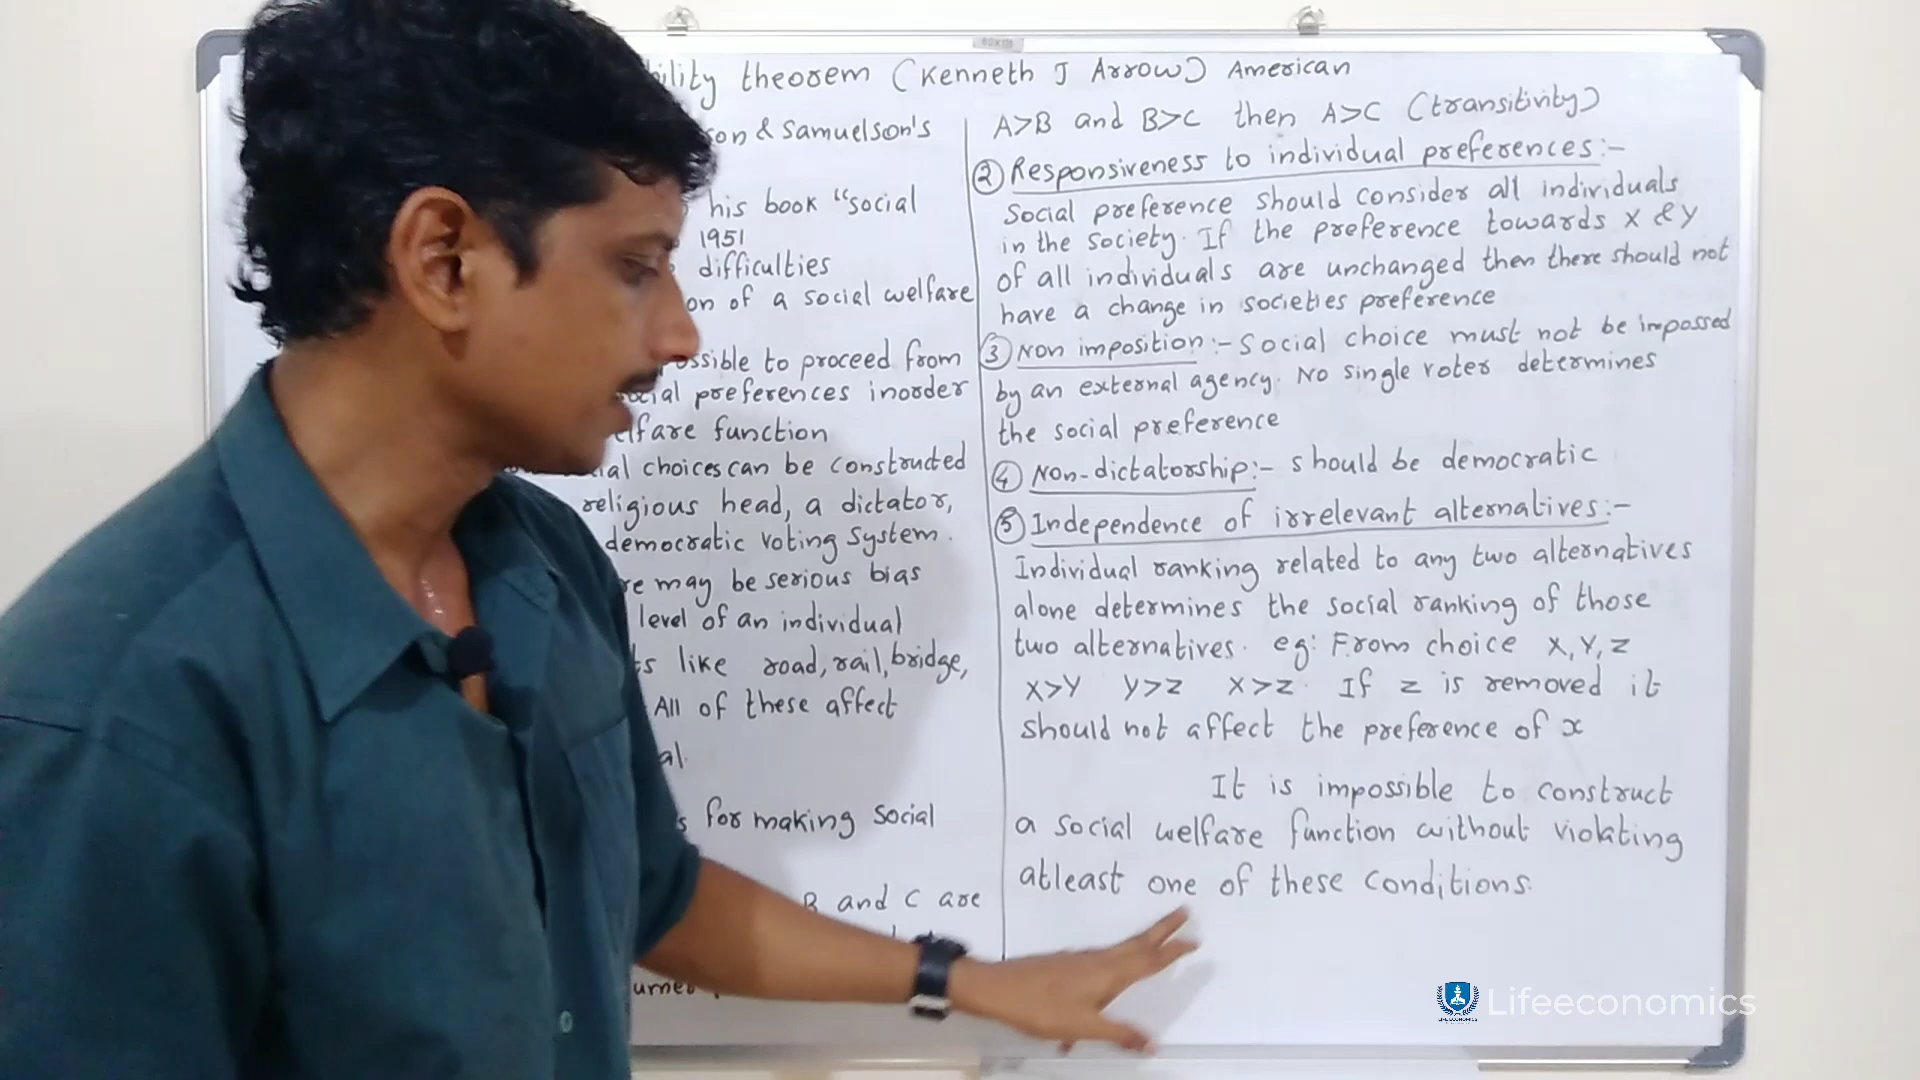 theorem (Kenneth J Arrow) American
& Samuelson's
his book "Social
1951
difficulties
of a social welfare
to proceed from
preferences inorder
function
choices can be constructed
religious head, a dictator,
democratic voting System.
may be serious bias
level of an individual
like road, rail, bridge,
All of these affect
for making Social
B and C are
A>B and B>C then A>C (transitivity)
② Responsiveness to individual preferences:-
Social preference should consider all individuals
in the society. If the preference towards X & Y
of all individuals are unchanged then there should not
have a change in societies preference
③ Non imposition:- Social choice must not be impossed
by an external agency. No single voter determines
the social preference
④ Non-dictatorship:- should be democratic
⑤ Independence of irrelevant alternatives:-
Individual ranking related to any two alternatives
alone determines the social ranking of those
two alternatives. eg: From choice X, Y, Z
X>Y Y>Z X>Z. If Z is removed it
should not affect the preference of x
It is impossible to construct
a social welfare function without violating
atleast one of these conditions.
LIFE ECONOMICS
Lifeeconomics